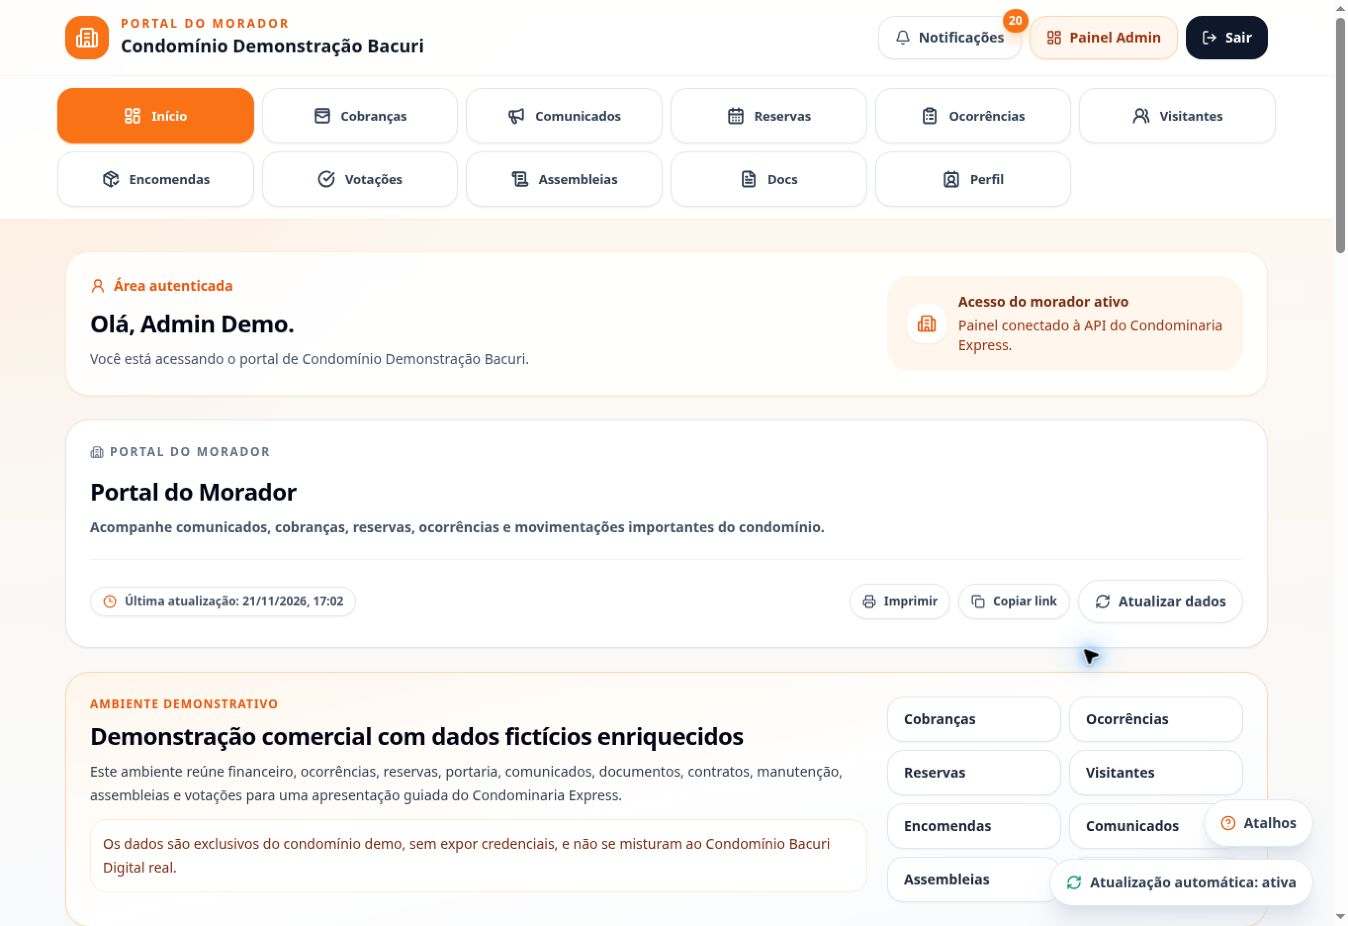 PORTAL DO MORADOR
Condomínio Demonstração Bacuri
Notificações
20
Painel Admin
Sair
Início
Cobranças
Comunicados
Reservas
Ocorrências
Visitantes
Encomendas
Votações
Assembleias
Docs
Perfil
Área autenticada
Olá, Admin Demo.
Você está acessando o portal de Condomínio Demonstração Bacuri.
Acesso do morador ativo
Painel conectado à API do Condominaria
Express.
PORTAL DO MORADOR
Portal do Morador
Acompanhe comunicados, cobranças, reservas, ocorrências e movimentações importantes do condomínio.
Última atualização: 21/11/2026, 17:02
Imprimir
Copiar link
Atualizar dados
AMBIENTE DEMONSTRATIVO
Demonstração comercial com dados fictícios enriquecidos
Este ambiente reúne financeiro, ocorrências, reservas, portaria, comunicados, documentos, contratos, manutenção,
assembleias e votações para uma apresentação guiada do Condominaria Express.
Os dados são exclusivos do condomínio demo, sem expor credenciais, e não se misturam ao Condomínio Bacuri
Digital real.
Cobranças
Ocorrências
Reservas
Visitantes
Encomendas
Comunicados
Assembleias
Atalhos
Atualização automática: ativa